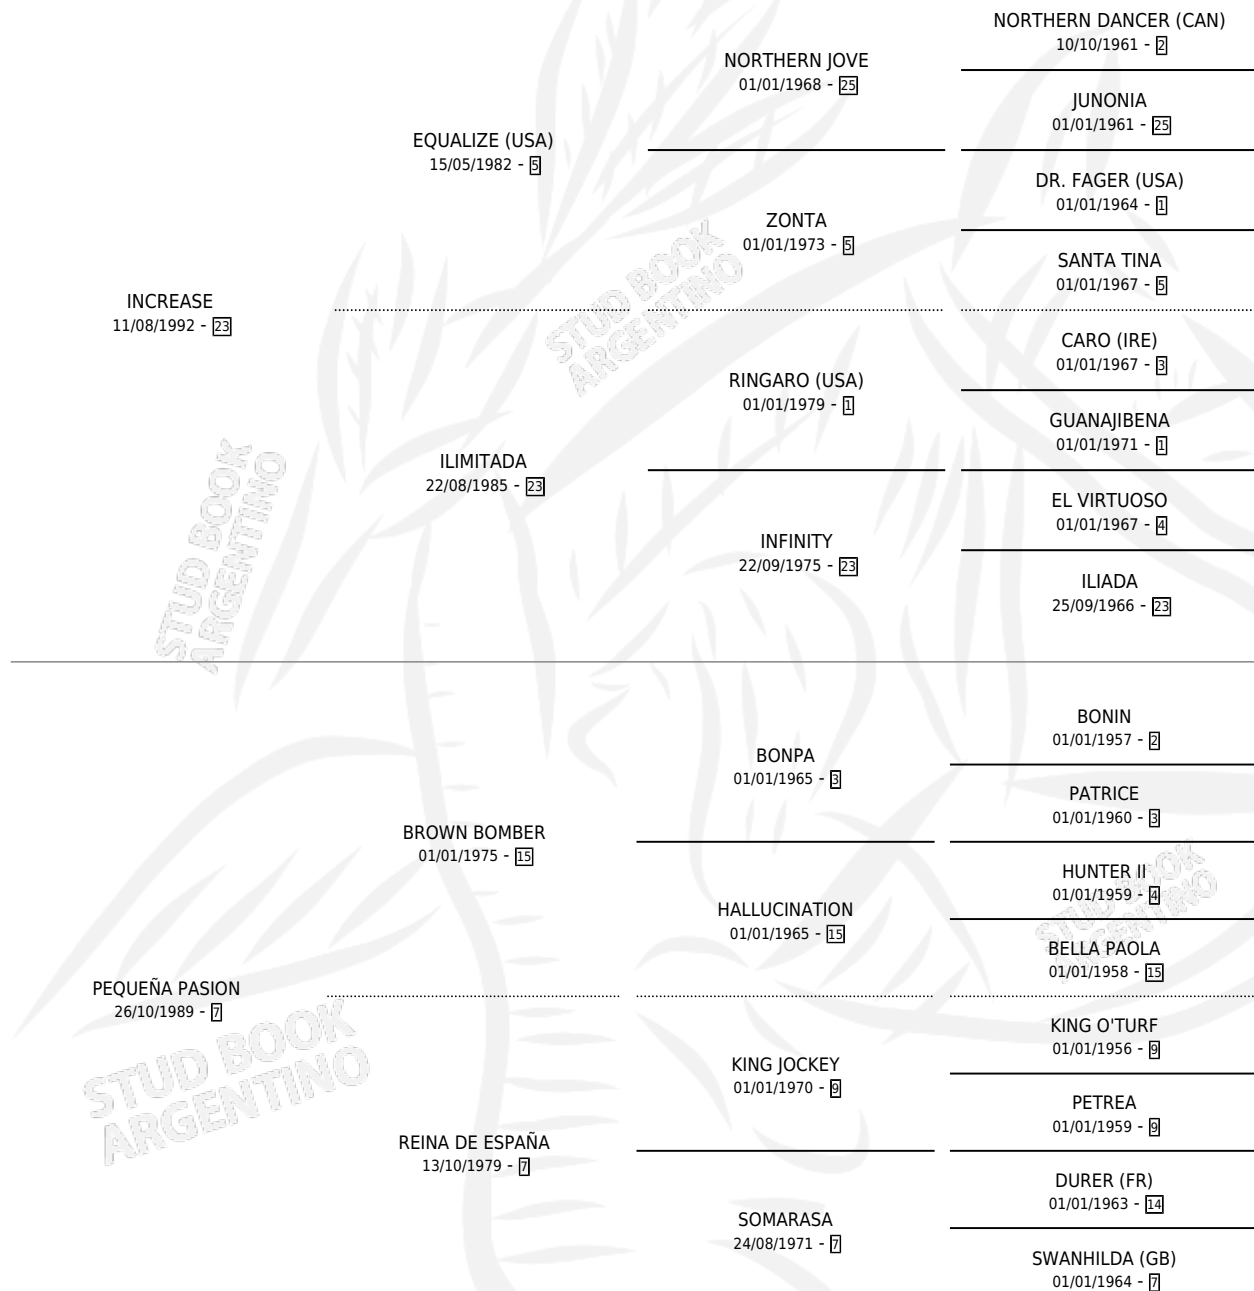 NORTHERN DANCER (CAN)
10/10/1961 - 2
NORTHERN JOVE
01/01/1968 - 25
JUNONIA
01/01/1961 - 25
EQUALIZE (USA)
15/05/1982 - 5
DR. FAGER (USA)
01/01/1964 - 1
ZONTA
01/01/1973 - 5
SANTA TINA
01/01/1967 - 5
INCREASE
11/08/1992 - 23
CARO (IRE)
01/01/1967 - 3
RINGARO (USA)
01/01/1979 - 1
GUANAJIBENA
01/01/1971 - 1
ILIMITADA
22/08/1985 - 23
EL VIRTUOSO
01/01/1967 - 4
INFINITY
22/09/1975 - 23
ILIADA
25/09/1966 - 23
BONIN
01/01/1957 - 2
BONPA
01/01/1965 - 3
PATRICE
01/01/1960 - 3
BROWN BOMBER
01/01/1975 - 15
HUNTER II
01/01/1959 - 4
HALLUCINATION
01/01/1965 - 15
BELLA PAOLA
01/01/1958 - 15
PEQUEÑA PASION
26/10/1989 - 7
KING O'TURF
01/01/1956 - 9
KING JOCKEY
01/01/1970 - 9
PETREA
01/01/1959 - 9
REINA DE ESPAÑA
13/10/1979 - 7
DURER (FR)
01/01/1963 - 14
SOMARASA
24/08/1971 - 7
SWANHILDA (GB)
01/01/1964 - 7
STUD BOOK
ARGENTINO
STUD BOOK
ARGENTINO
STUD BOOK
ARGENTINO
STUD BOOK
ARGENTINO